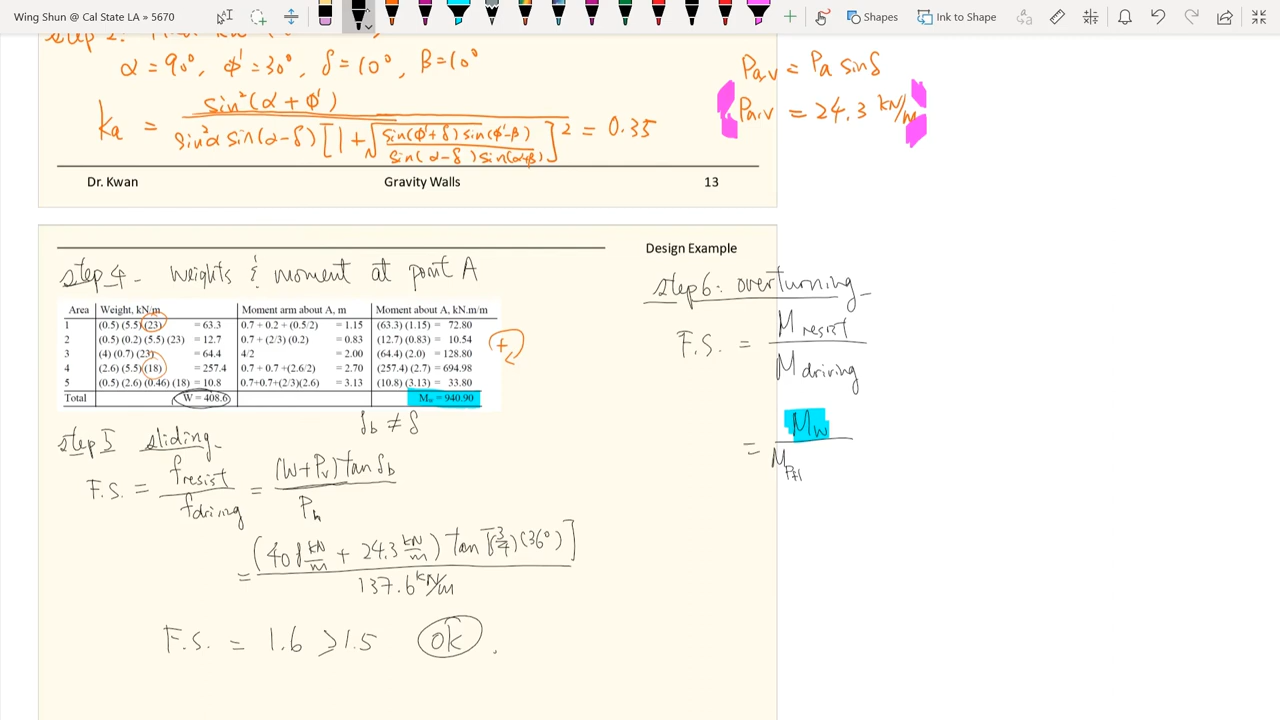 Wing Shun @ Cal State LA » 5670
Shapes
Ink to Shape
α = 90°, ϕ' = 30°, δ = 10°, β = 10°
ka = sin²(α + ϕ') / sin²α sin(α-δ) [1 + √(sin(ϕ'+δ) sin(ϕ'-β) / sin(α-δ) sin(α+β))]² = 0.35
Pa,v = Pa sinδ
Pa,v = 24.3 kN/m
Dr. Kwan
Gravity Walls
13
Design Example
step 4 - weights & moment at point A
Area Weight, kN/m Moment arm about A, m Moment about A, kN.m/m
1 (0.5) (5.5)(23) = 63.3 0.7 + 0.2 + (0.5/2) = 1.15 (63.3) (1.15) = 72.80
2 (0.5) (0.2) (5.5) (23) = 12.7 0.7 + (2/3) (0.2) = 0.83 (12.7) (0.83) = 10.54
3 (4) (0.7) (23) = 64.4 4/2 = 2.00 (64.4) (2.0) = 128.80
4 (2.6) (5.5)(18) = 257.4 0.7 + 0.7 +(2.6/2) = 2.70 (257.4) (2.7) = 694.98
5 (0.5) (2.6) (0.46) (18) = 10.8 0.7+0.7+(2/3)(2.6) = 3.13 (10.8) (3.13) = 33.80
Total W = 408.6 Mw = 940.90
+
δb ≠ δ
step 5 sliding
F.S. = fresist / fdriving = (W + Pv) tan δb / Ph
= (408 kN/m + 24.3 kN/m) tan [(3/4)(36°)] / 137.6 kN/m
F.S. = 1.6 ≥ 1.5 ok.
step 6: overturning
F.S. = Mresist / Mdriving
= Mw /